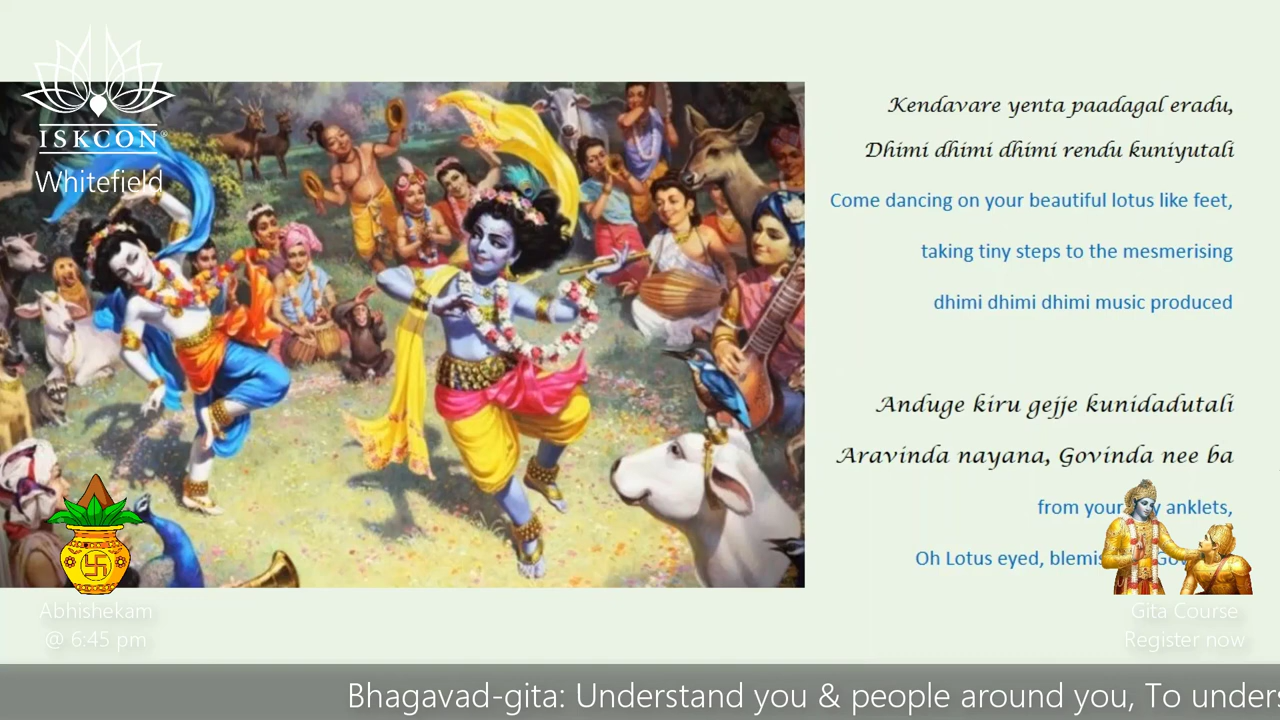 ISKCON®
Whitefield
Kendavare yenta paadagal eradu,
Dhimi dhimi dhimi rendu kuniyutali
Come dancing on your beautiful lotus like feet,
taking tiny steps to the mesmerising
dhimi dhimi dhimi music produced
Anduge kiru gejje kunidadutali
Aravinda nayana, Govinda nee ba
from your anklets,
Oh Lotus eyed,
Abhishekam
@ 6:45 pm
Gita Course
Register now
Bhagavad-gita: Understand you & people around you, To